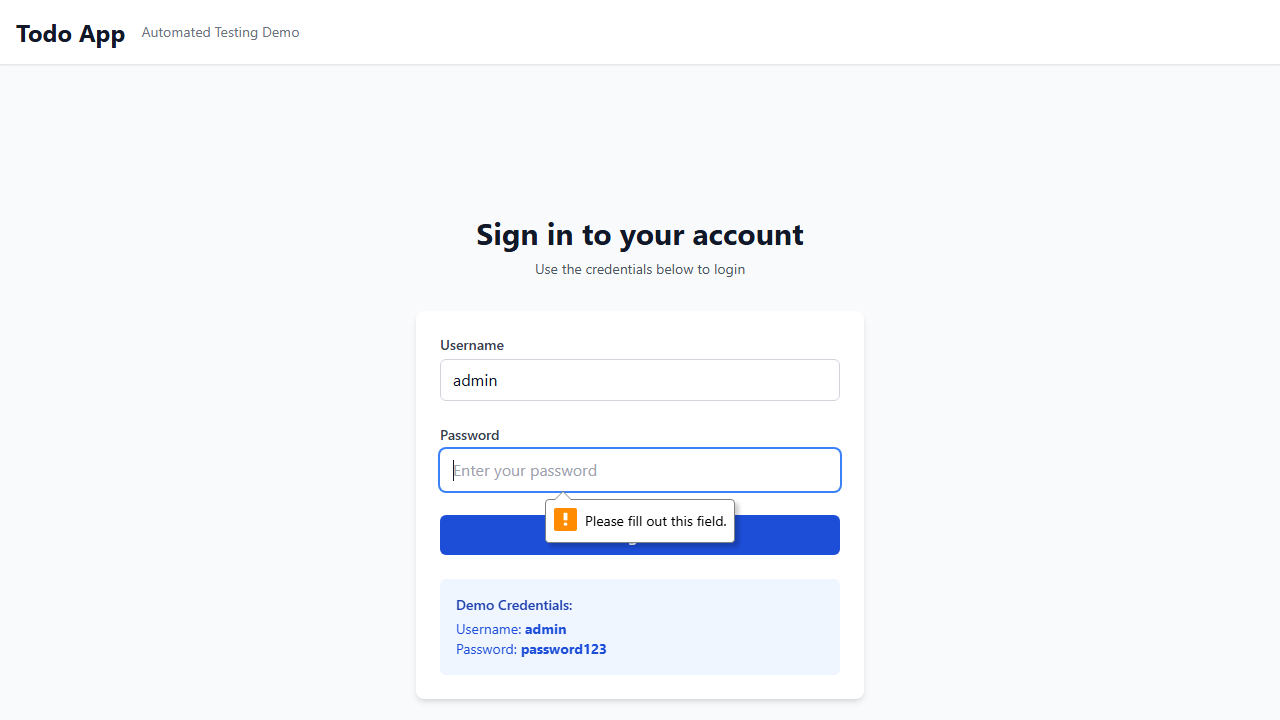 Todo App
Automated Testing Demo
Sign in to your account
Use the credentials below to login
Username
admin
Password
Enter your password
Please fill out this field.
Demo Credentials:
Username: admin
Password: password123